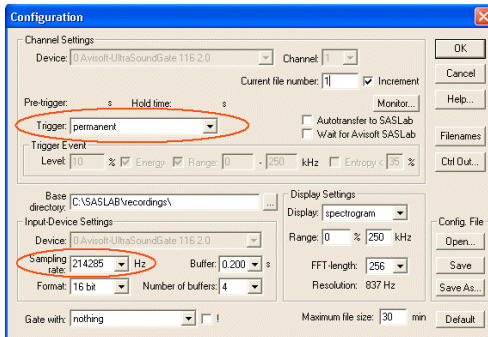 Configuration
Channel Settings
Device: 0 Avisoft-UltraSoundGate 116 2.0 Channel: 1
Current file number: 1 Increment
Pre-trigger: s Hold time: s Monitor...
Trigger: permanent
Autotransfer to SASLab
Wait for Avisoft SASLab
Trigger Event
Level: 10 % Energy Range: 0 - 250 kHz Entropy < 35 %
OK
Cancel
Help...
Filenames
Ctrl Out...
Base directory: C:\SASLAB\recordings\ ...
Input-Device Settings
Device: 0 Avisoft-UltraSoundGate 116 2.0
Sampling rate: 214285 Hz Buffer: 0.200 s
Format: 16 bit Number of buffers: 4
Display Settings
Display: spectrogram
Range: 0 % 250 kHz
FFT-length: 256
Resolution: 837 Hz
Config. File
Open...
Save
Save As...
Gate with: nothing !
Maximum file size: 30 min
Default